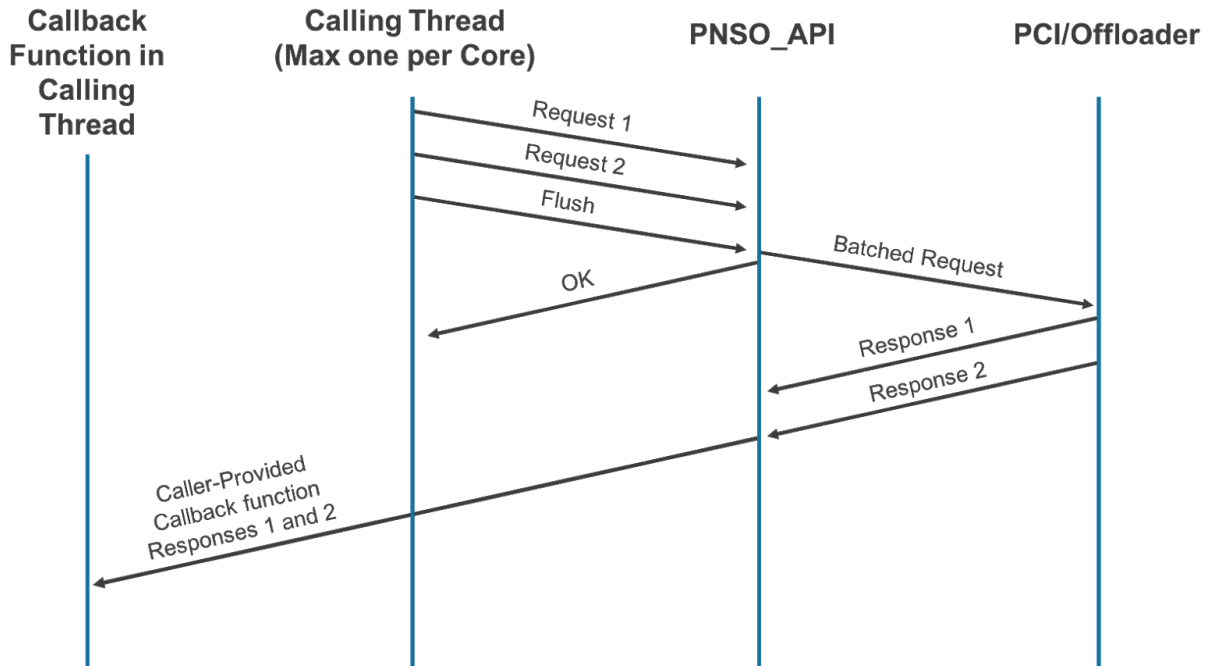 Callback
Function in
Calling
Thread
Calling Thread
(Max one per Core)
PNSO_API
PCI/Offloader
Request 1
Request 2
Flush
Batched Request
OK
Response 1
Response 2
Caller-Provided
Callback function
Responses 1 and 2